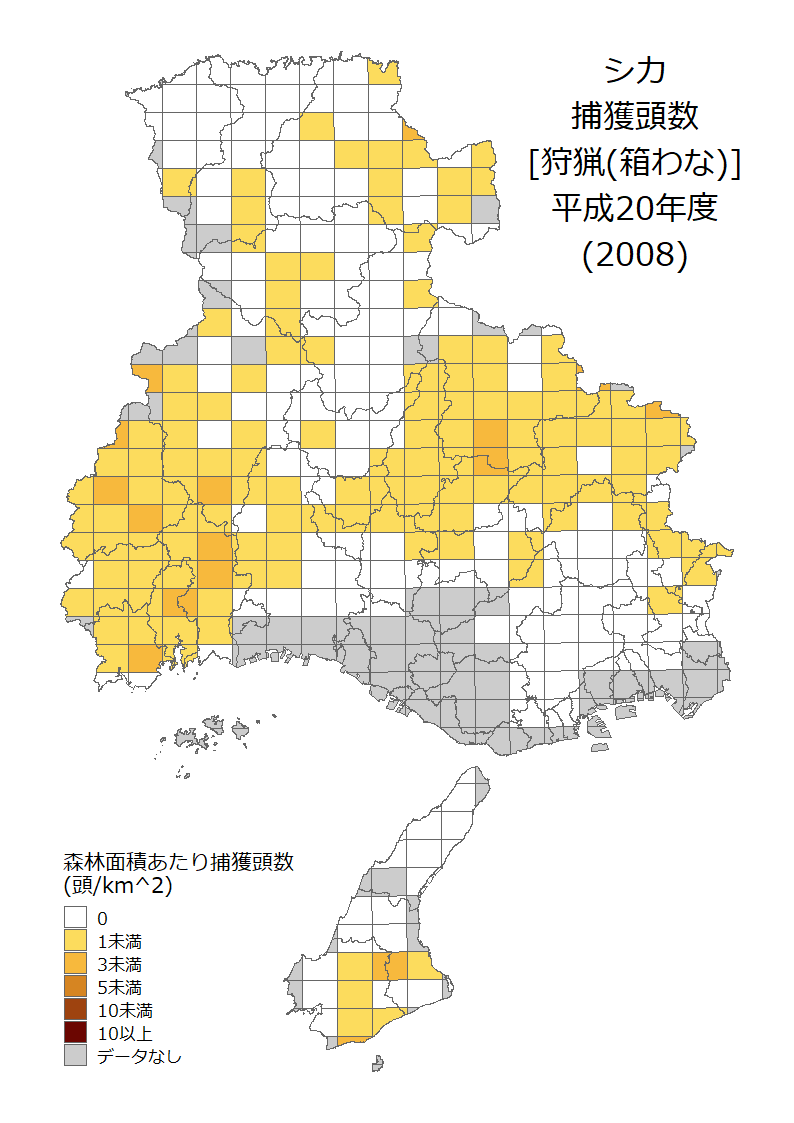 シカ
捕獲頭数
[狩猟(箱わな)]
平成20年度
(2008)
森林面積あたり捕獲頭数
(頭/km^2)
0
1未満
3未満
5未満
10未満
10以上
データなし